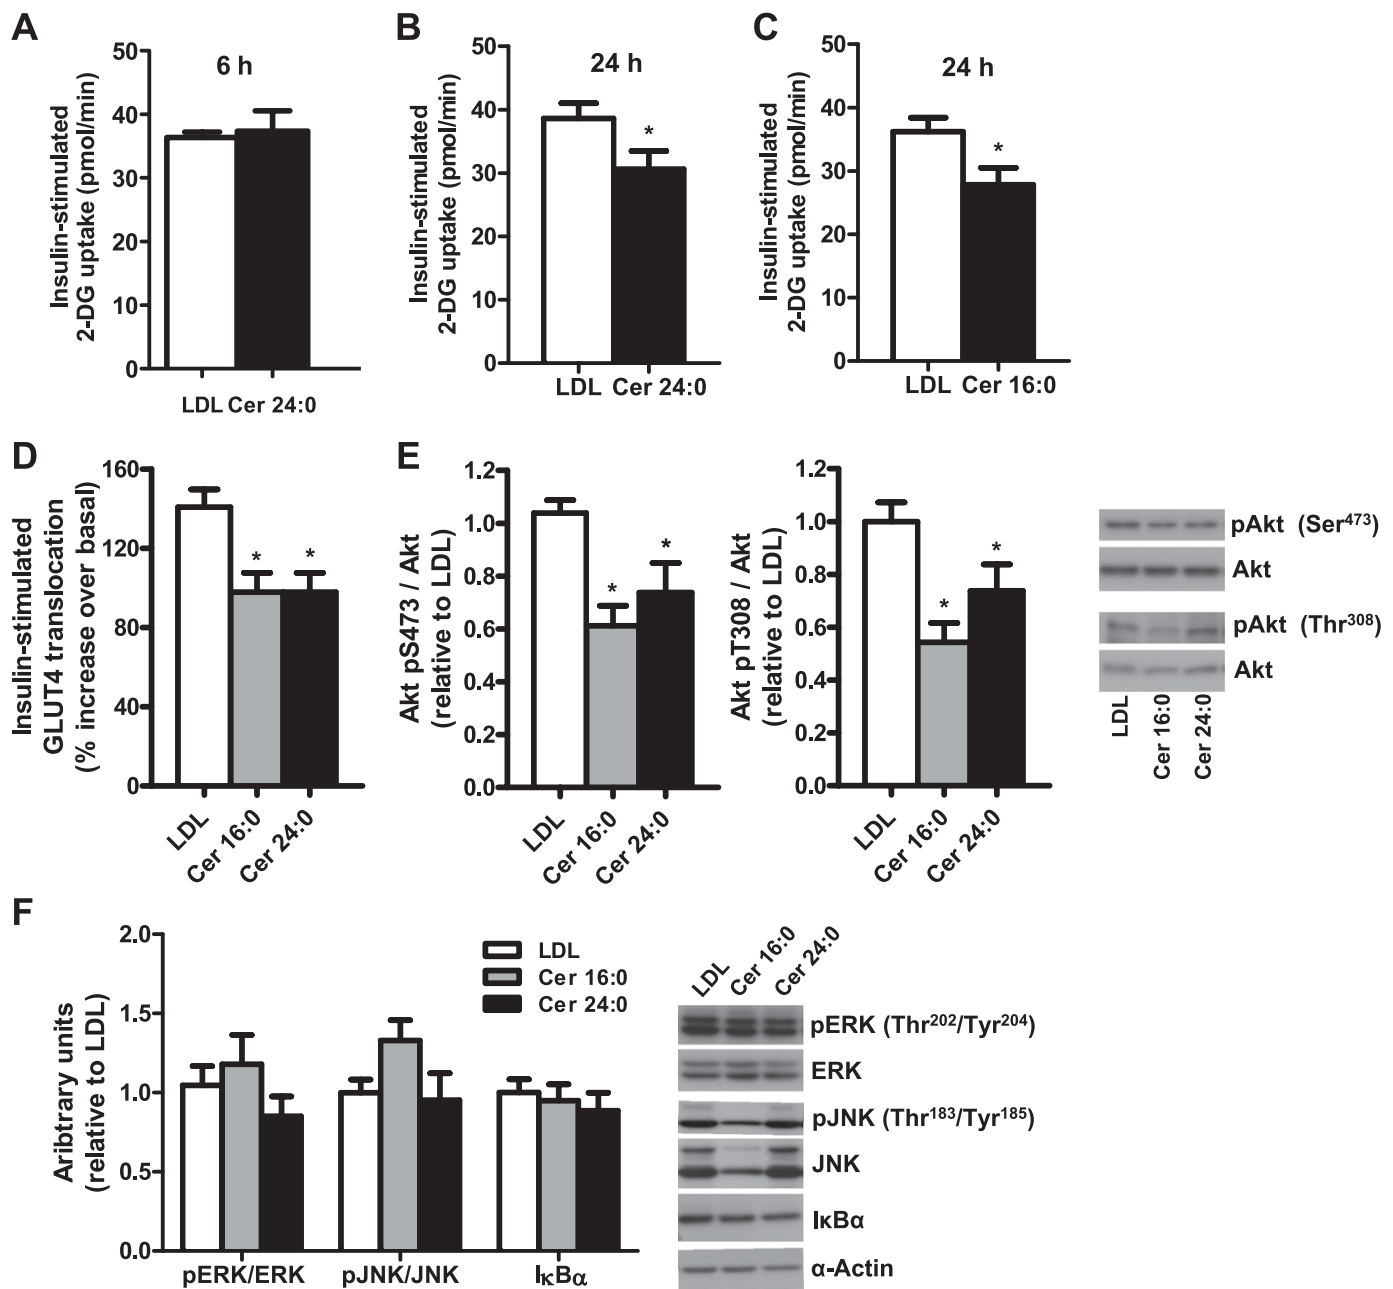 A
6 h
Insulin-stimulated
2-DG uptake (pmol/min)
50
40
30
20
10
0
LDL Cer 24:0
B
24 h
Insulin-stimulated
2-DG uptake (pmol/min)
50
40
30
20
10
0
*
LDL Cer 24:0
C
24 h
Insulin-stimulated
2-DG uptake (pmol/min)
50
40
30
20
10
0
*
LDL Cer 16:0
D
Insulin-stimulated
GLUT4 translocation
(% increase over basal)
160
120
80
40
0
* *
LDL
Cer 16:0
Cer 24:0
E
Akt pS473 / Akt
(relative to LDL)
1.2
1.0
0.8
0.6
0.4
0.2
0.0
* *
LDL
Cer 16:0
Cer 24:0
Akt pT308 / Akt
(relative to LDL)
1.2
1.0
0.8
0.6
0.4
0.2
0.0
* *
LDL
Cer 16:0
Cer 24:0
pAkt (Ser⁴⁷³)
Akt
pAkt (Thr³⁰⁸)
Akt
LDL
Cer 16:0
Cer 24:0
F
Aribtrary units
(relative to LDL)
2.0
1.5
1.0
0.5
0.0
LDL
Cer 16:0
Cer 24:0
pERK/ERK pJNK/JNK IκBα
LDL
Cer 16:0
Cer 24:0
pERK (Thr²⁰²/Tyr²⁰⁴)
ERK
pJNK (Thr¹⁸³/Tyr¹⁸⁵)
JNK
IκBα
α-Actin